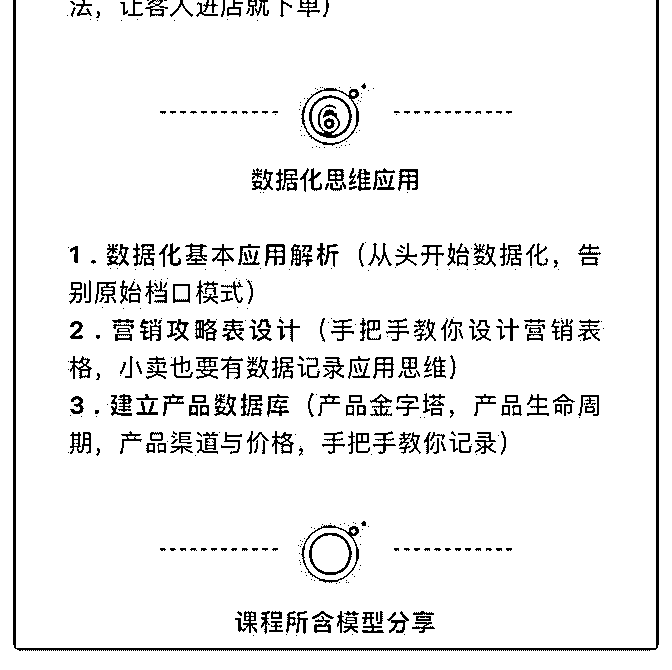 法，让客人进店就下单）
6
数据化思维应用
1．数据化基本应用解析（从头开始数据化，告
别原始档口模式）
2．营销攻略表设计（手把手教你设计营销表
格，小卖也要有数据记录应用思维）
3．建立产品数据库（产品金字塔，产品生命周
期，产品渠道与价格，手把手教你记录）
课程所含模型分享